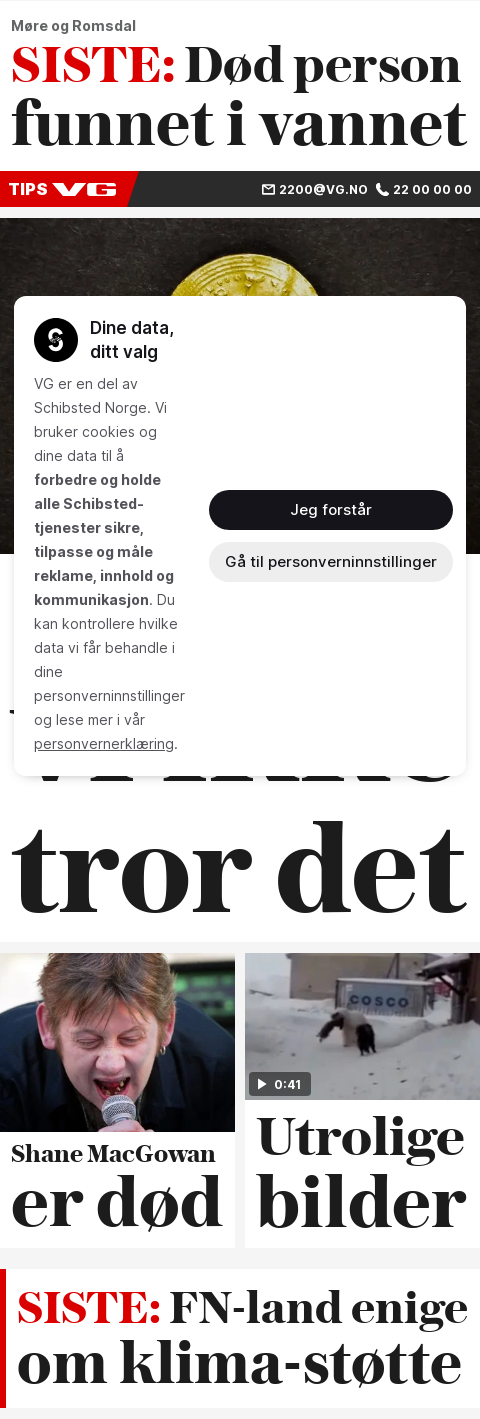 Møre og Romsdal
SISTE: Død person
funnet i vannet
TIPS VG
2200@VG.NO 22 00 00 00
Dine data,
ditt valg
VG er en del av
Schibsted Norge. Vi
bruker cookies og
dine data til å
forbedre og holde
alle Schibsted-
tjenester sikre,
tilpasse og måle
reklame, innhold og
kommunikasjon. Du
kan kontrollere hvilke
data vi får behandle i
dine
personverninnstillinger
og lese mer i vår
personvernerklæring.
Jeg forstår
Gå til personverninnstillinger
tror det
COSCO
0:41
Shane MacGowan
er død
Utrolige
bilder
SISTE: FN-land enige
om klima-støtte